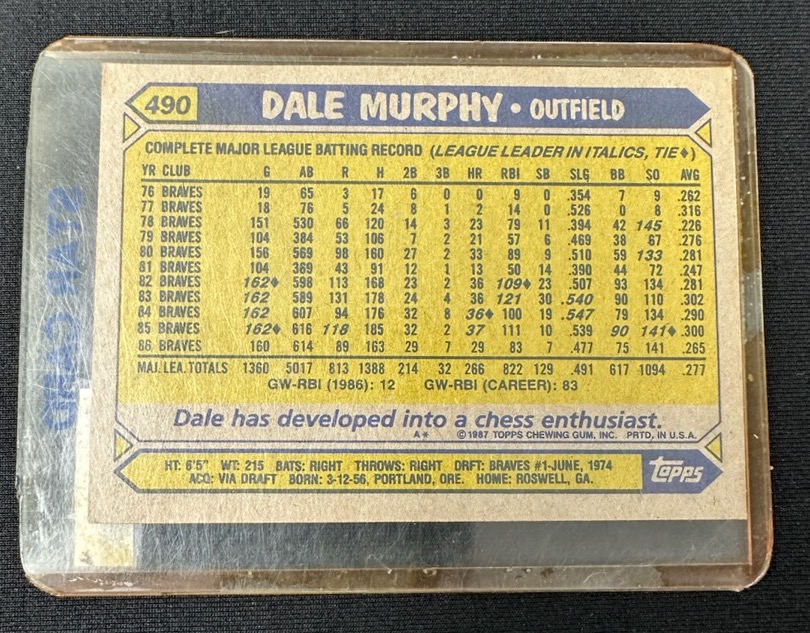 490 DALE MURPHY • OUTFIELD
COMPLETE MAJOR LEAGUE BATTING RECORD (LEAGUE LEADER IN ITALICS, TIE♦)
YR CLUB G AB R H 2B 3B HR RBI SB SLG BB SO AVG
76 BRAVES 19 65 3 17 6 0 0 9 0 .354 7 9 .262
77 BRAVES 18 76 5 24 8 1 2 14 0 .526 0 8 .316
78 BRAVES 151 530 66 120 14 3 23 79 11 .394 42 145 .226
79 BRAVES 104 384 53 106 7 2 21 57 6 .469 38 67 .276
80 BRAVES 156 569 98 160 27 2 33 89 9 .510 59 133 .281
81 BRAVES 104 369 43 91 12 1 13 50 14 .390 44 72 .247
82 BRAVES 162♦ 598 113 168 23 2 36 109♦ 23 .507 93 134 .281
83 BRAVES 162 589 131 178 24 4 36 121 30 .540 90 110 .302
84 BRAVES 162 607 94 176 32 8 36♦ 100 19 .547 79 134 .290
85 BRAVES 162♦ 616 118 185 32 2 37 111 10 .539 90 141♦ .300
86 BRAVES 160 614 89 163 29 7 29 83 7 .477 75 141 .265
MAJ. LEA. TOTALS 1360 5017 813 1388 214 32 266 822 129 .491 617 1094 .277
GW-RBI (1986): 12 GW-RBI (CAREER): 83
Dale has developed into a chess enthusiast.
A* © 1987 TOPPS CHEWING GUM, INC. PRTD. IN U.S.A.
HT: 6'5" WT: 215 BATS: RIGHT THROWS: RIGHT DRFT: BRAVES #1-JUNE, 1974
ACQ: VIA DRAFT BORN: 3-12-56, PORTLAND, ORE. HOME: ROSWELL, GA.
topps